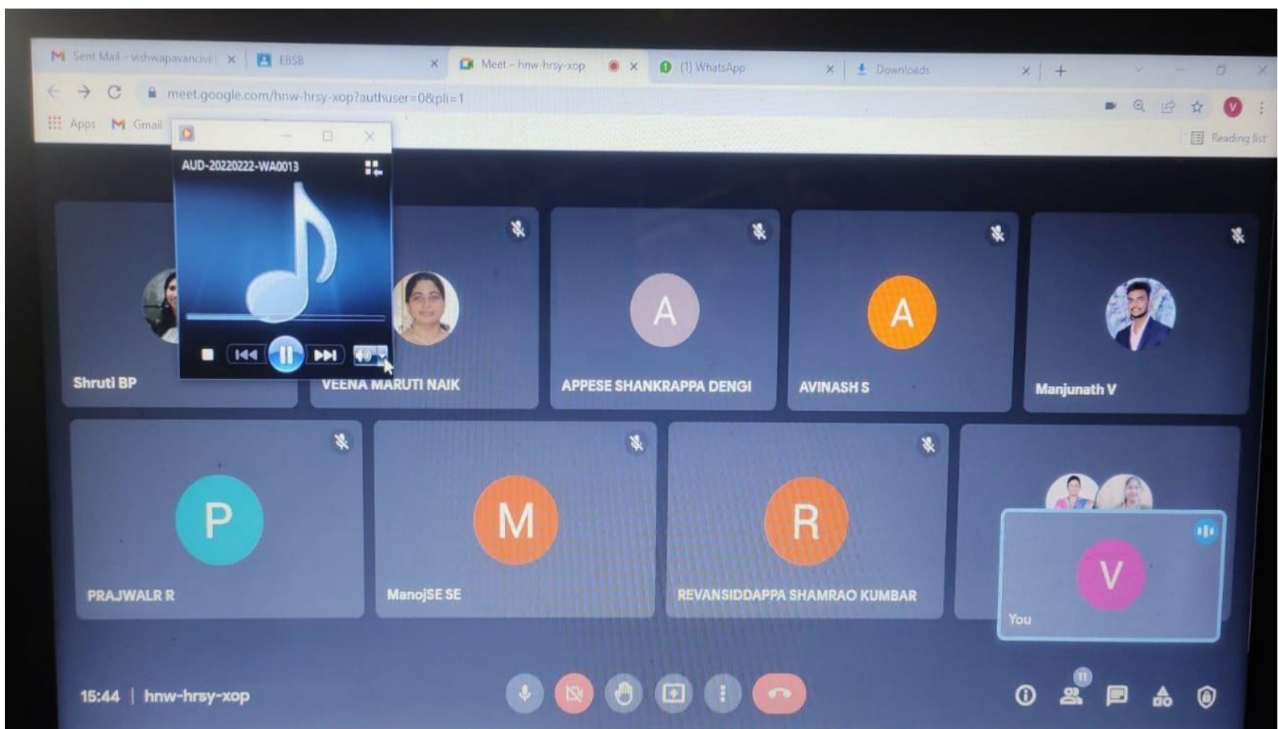 Sent Mail - vishwapavancivil
EBSB
Meet – hnw-hrsy-xop
(1) WhatsApp
Downloads
meet.google.com/hnw-hrsy-xop?authuser=0&pli=1
V
Apps
Gmail
Reading list
AUD-20220222-WA0013
A
A
Shruti BP
VEENA MARUTI NAIK
APPESE SHANKRAPPA DENGI
AVINASH S
Manjunath V
P
M
R
V
PRAJWALR R
ManojSE SE
REVANSIDDAPPA SHAMRAO KUMBAR
You
15:44 | hnw-hrsy-xop
11